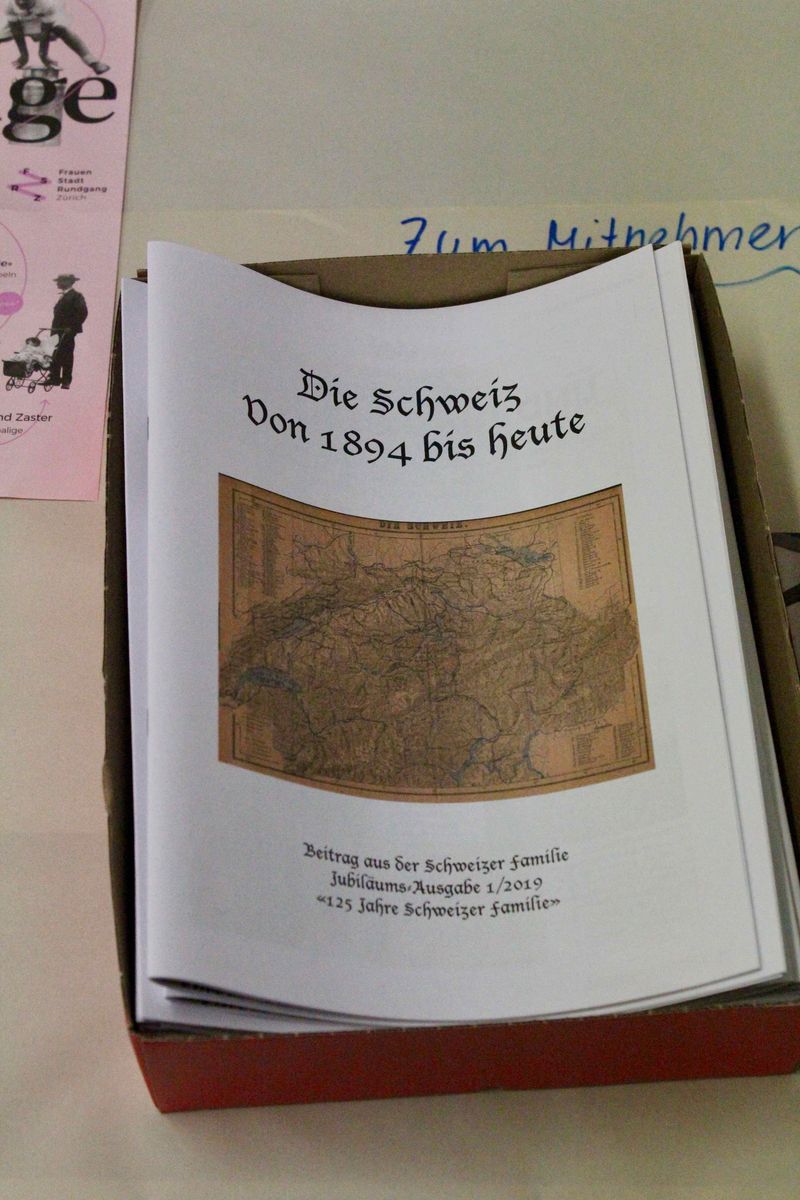 ge
F
S
R
Z
Frauen
Stadt
Rundgang
Zürich
nd Zaster
Zum Mitnehmen
Die Schweiz
Von 1894 bis heute
DIE SCHWEIZ.
Beitrag aus der Schweizer Familie
Jubiläums-Ausgabe 1/2019
«125 Jahre Schweizer Familie»